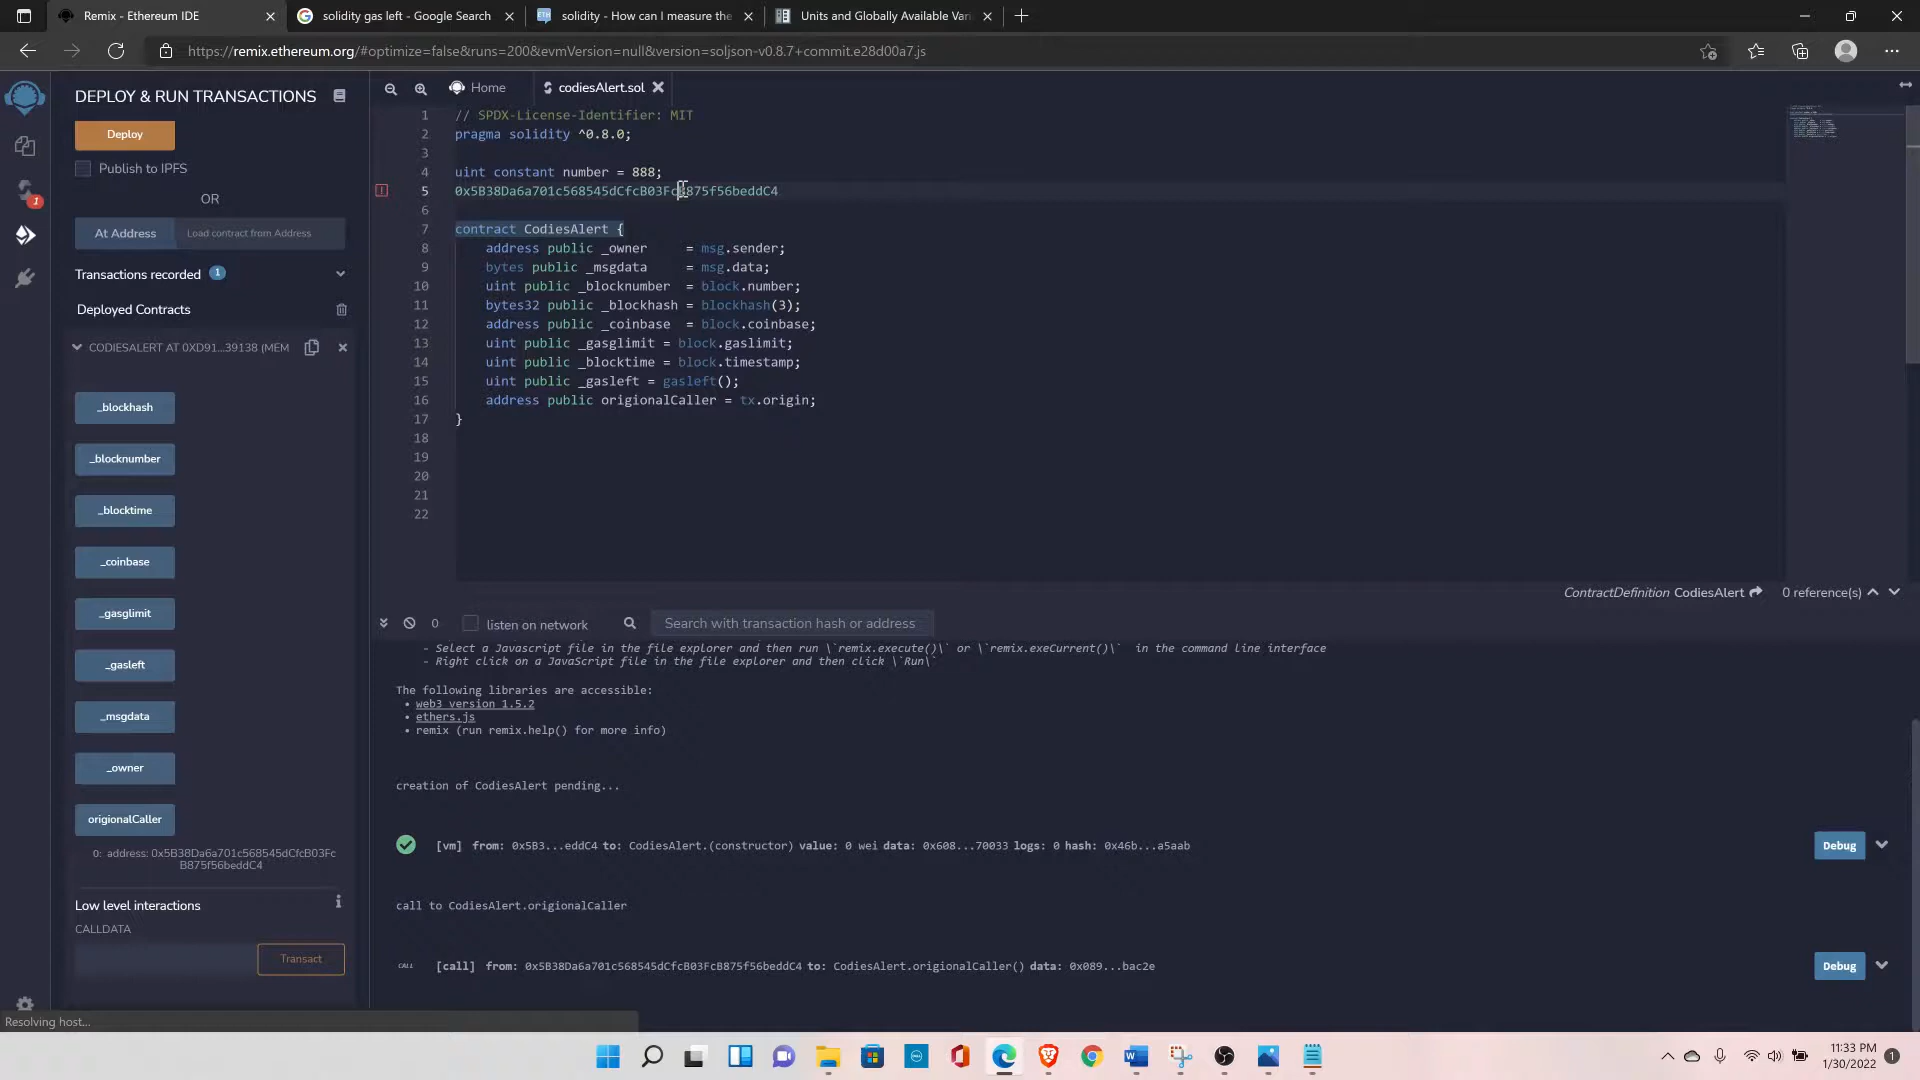 Remix - Ethereum IDE
solidity gas left - Google Search
solidity - How can I measure the
Units and Globally Available Vari
https://remix.ethereum.org/#optimize=false&runs=200&evmVersion=null&version=soljson-v0.8.7+commit.e28d00a7.js
DEPLOY & RUN TRANSACTIONS
Deploy
Publish to IPFS
OR
At Address
Load contract from Address
Transactions recorded 1
Deployed Contracts
CODIESALERT AT 0XD91...39138 (MEM
_blockhash
_blocknumber
_blocktime
_coinbase
_gasglimit
_gasleft
_msgdata
_owner
origionalCaller
0: address: 0x5B38Da6a701c568545dCfcB03Fc
B875f56beddC4
Low level interactions
CALLDATA
Transact
Resolving host...
1
Home
codiesAlert.sol
1 // SPDX-License-Identifier: MIT
2 pragma solidity ^0.8.0;
3
4 uint constant number = 888;
5 0x5B38Da6a701c568545dCfcB03FcB875f56beddC4
6
7 contract CodiesAlert {
8 address public _owner = msg.sender;
9 bytes public _msgdata = msg.data;
10 uint public _blocknumber = block.number;
11 bytes32 public _blockhash = blockhash(3);
12 address public _coinbase = block.coinbase;
13 uint public _gasglimit = block.gaslimit;
14 uint public _blocktime = block.timestamp;
15 uint public _gasleft = gasleft();
16 address public origionalCaller = tx.origin;
17 }
18
19
20
21
22
ContractDefinition CodiesAlert 0 reference(s)
0 listen on network Search with transaction hash or address
- Select a Javascript file in the file explorer and then run \`remix.execute()\` or \`remix.exeCurrent()\` in the command line interface
- Right click on a JavaScript file in the file explorer and then click \`Run\`
The following libraries are accessible:
• web3 version 1.5.2
• ethers.js
• remix (run remix.help() for more info)
creation of CodiesAlert pending...
[vm] from: 0x5B3...eddC4 to: CodiesAlert.(constructor) value: 0 wei data: 0x608...70033 logs: 0 hash: 0x46b...a5aab
Debug
call to CodiesAlert.origionalCaller
CALL [call] from: 0x5B38Da6a701c568545dCfcB03FcB875f56beddC4 to: CodiesAlert.origionalCaller() data: 0x089...bac2e
Debug
11:33 PM
1/30/2022
1